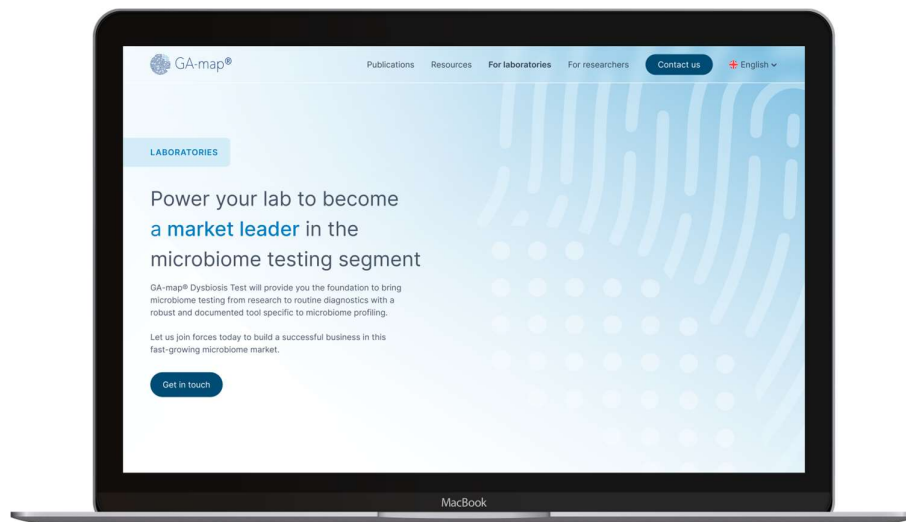 GA-map®
Publications Resources For laboratories For researchers Contact us English
LABORATORIES
Power your lab to become
a market leader in the
microbiome testing segment
GA-map® Dysbiosis Test will provide you the foundation to bring
microbiome testing from research to routine diagnostics with a
robust and documented tool specific to microbiome profiling.
Let us join forces today to build a successful business in this
fast-growing microbiome market.
Get in touch
MacBook